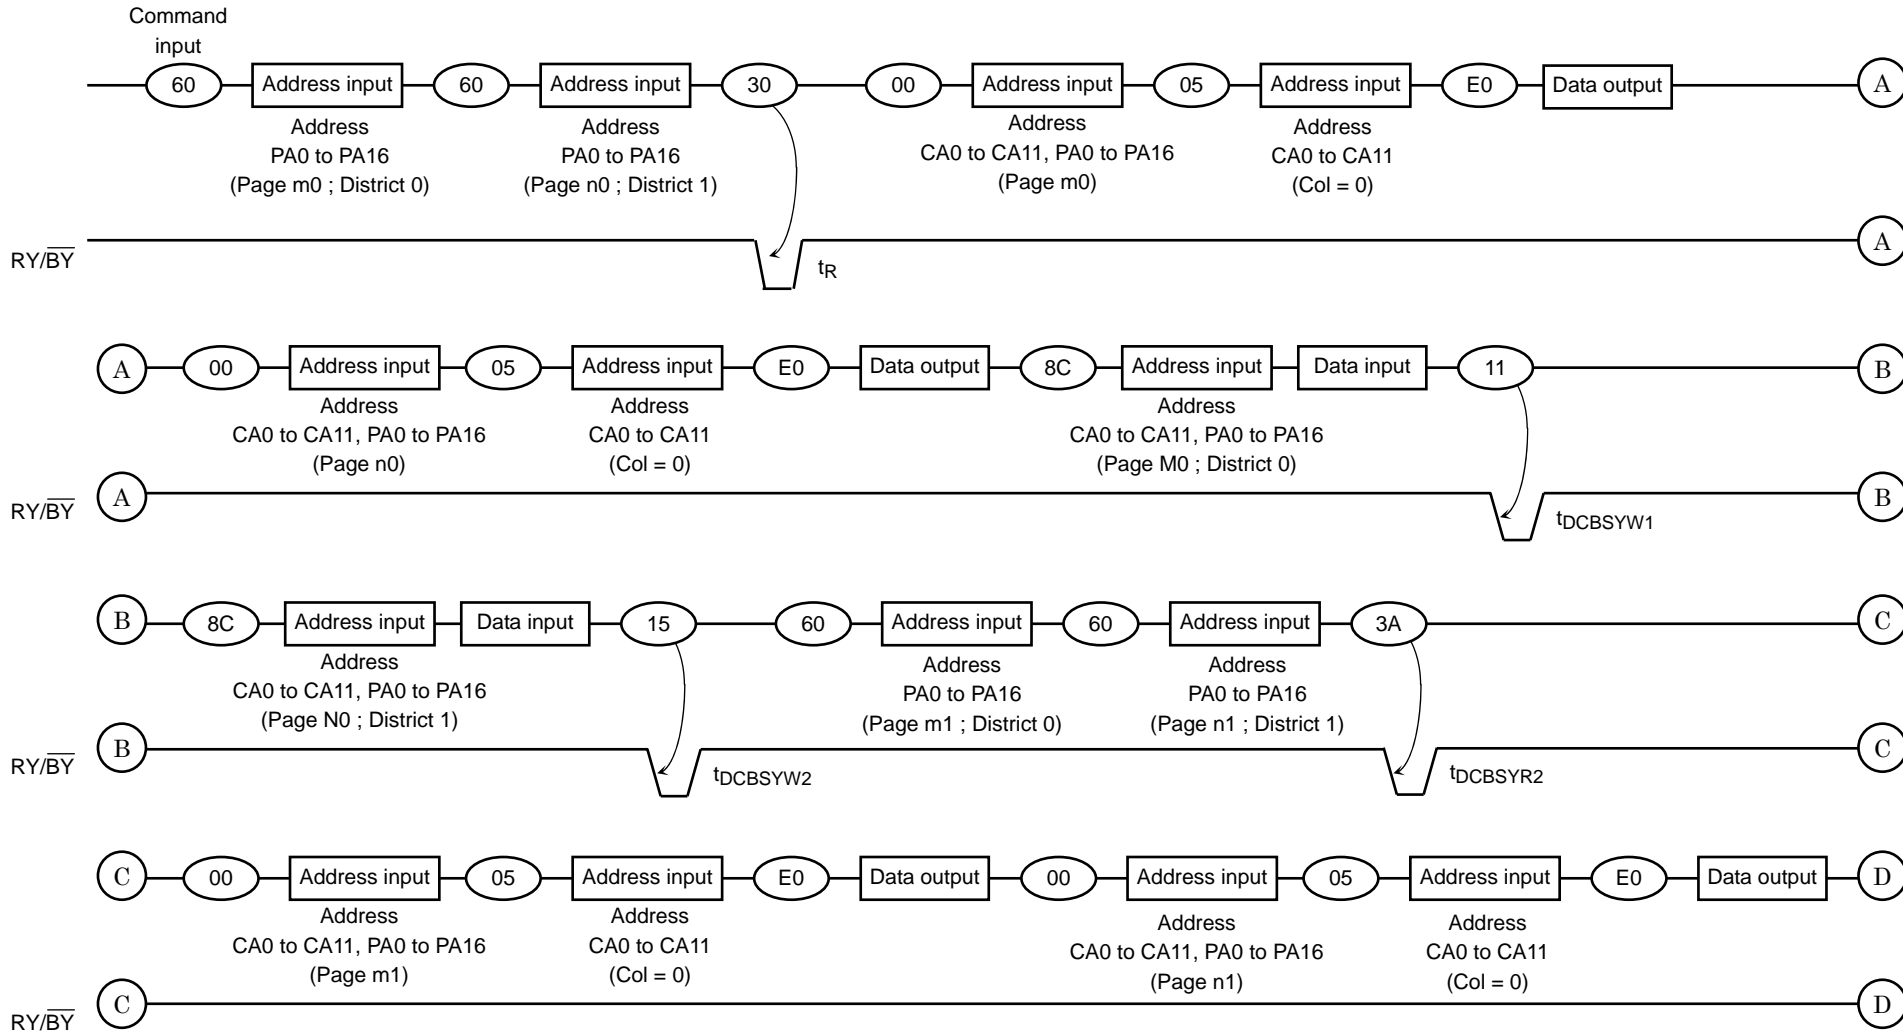 Command
input
60 Address input 60 Address input 30 00 Address input 05 Address input E0 Data output A
Address
PA0 to PA16
(Page m0 ; District 0)
Address
PA0 to PA16
(Page n0 ; District 1)
Address
CA0 to CA11, PA0 to PA16
(Page m0)
Address
CA0 to CA11
(Col = 0)
RY/BY A
tR
A 00 Address input 05 Address input E0 Data output 8C Address input Data input 11 B
Address
CA0 to CA11, PA0 to PA16
(Page n0)
Address
CA0 to CA11
(Col = 0)
Address
CA0 to CA11, PA0 to PA16
(Page M0 ; District 0)
RY/BY A B
tDCBSYW1
B 8C Address input Data input 15 60 Address input 60 Address input 3A C
Address
CA0 to CA11, PA0 to PA16
(Page N0 ; District 1)
Address
PA0 to PA16
(Page m1 ; District 0)
Address
PA0 to PA16
(Page n1 ; District 1)
RY/BY B C
tDCBSYW2
tDCBSYR2
C 00 Address input 05 Address input E0 Data output 00 Address input 05 Address input E0 Data output D
Address
CA0 to CA11, PA0 to PA16
(Page m1)
Address
CA0 to CA11
(Col = 0)
Address
CA0 to CA11, PA0 to PA16
(Page n1)
Address
CA0 to CA11
(Col = 0)
RY/BY C D